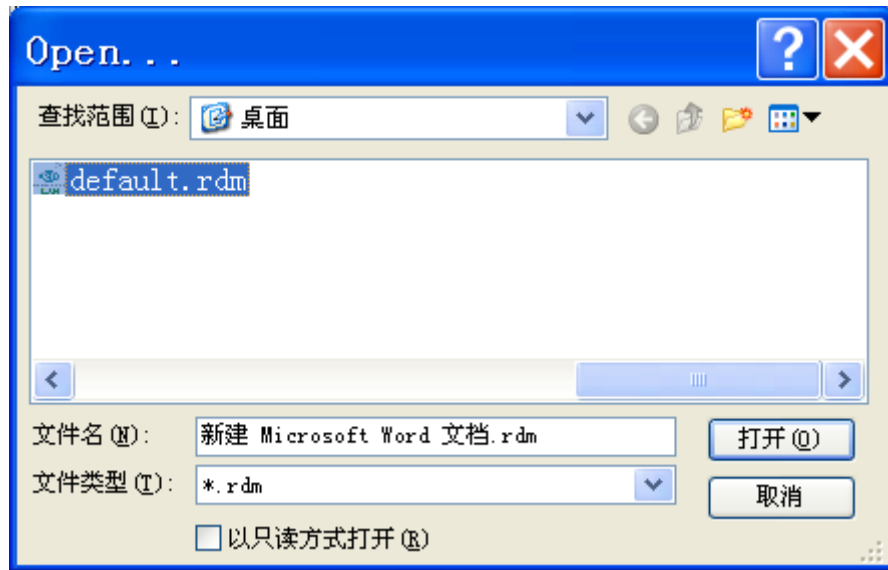 Open...
查找范围(I): 桌面
default.rdm
文件名(N): 新建 Microsoft Word 文档.rdm 打开(O)
文件类型(T): *.rdm 取消
以只读方式打开(R)